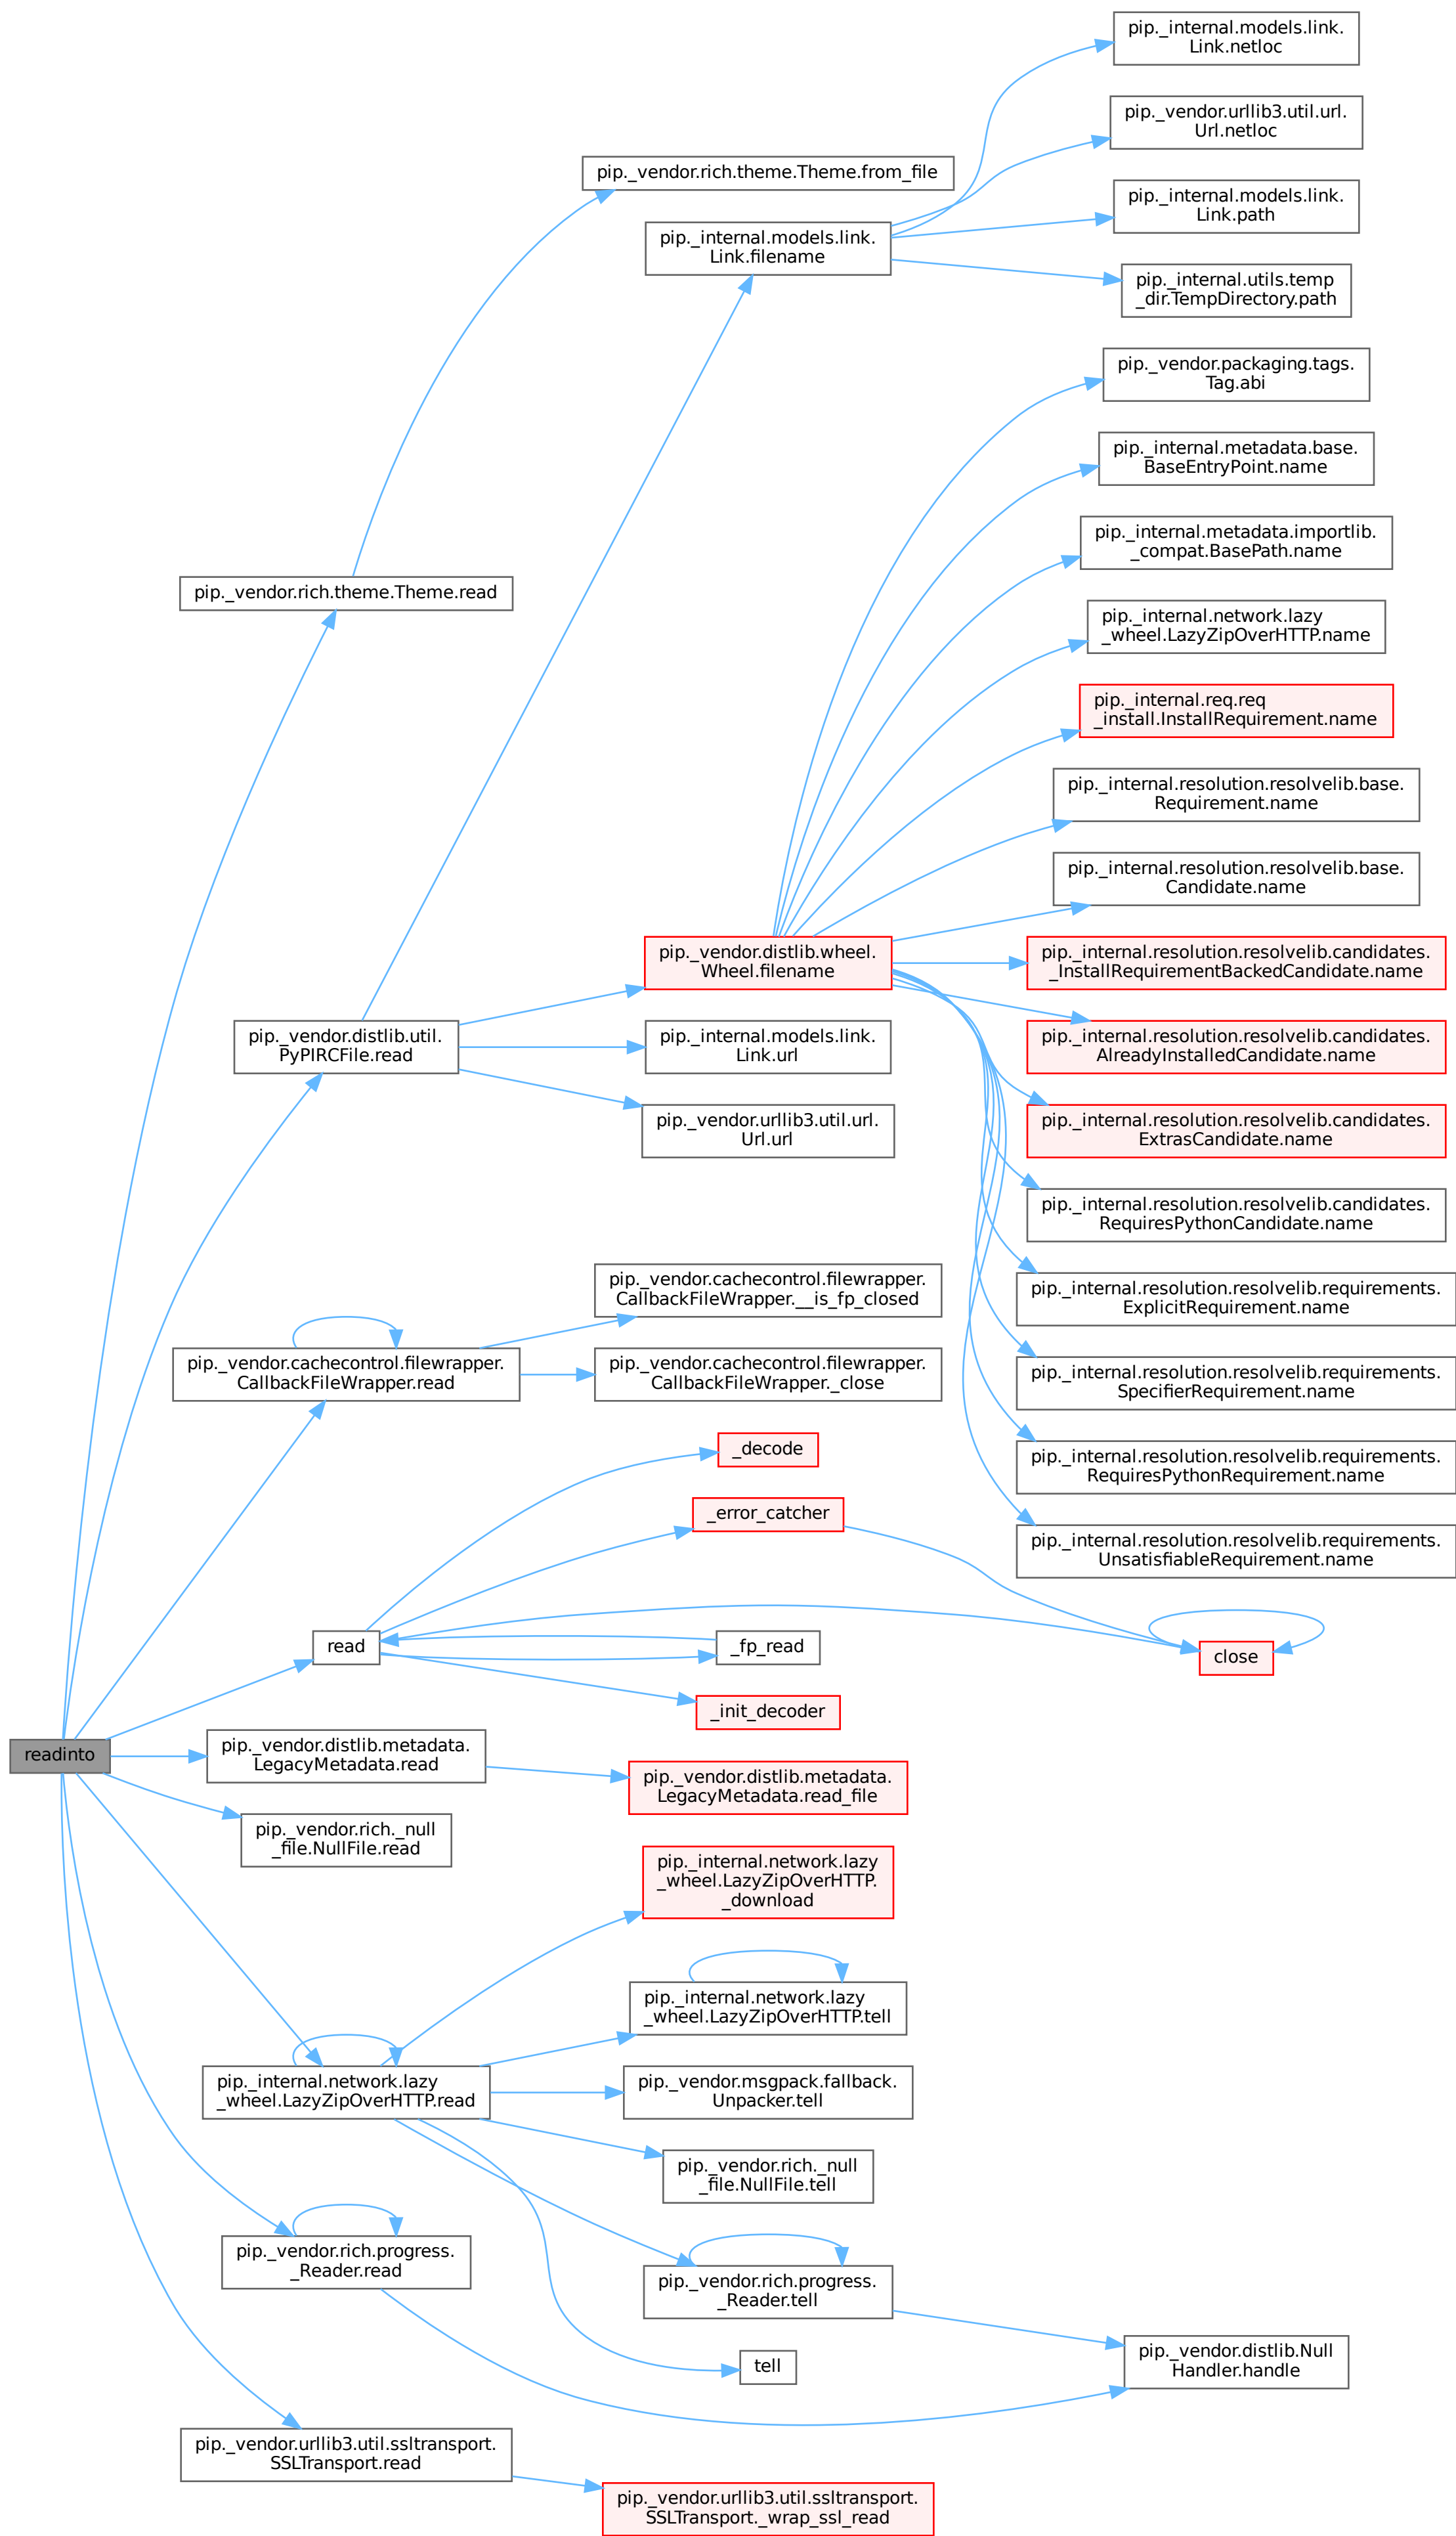 pip._internal.models.link.
Link.netloc
pip._vendor.urllib3.util.url.
Url.netloc
pip._vendor.rich.theme.Theme.from_file
pip._internal.models.link.
Link.path
pip._internal.models.link.
Link.filename
pip._internal.utils.temp
_dir.TempDirectory.path
pip._vendor.packaging.tags.
Tag.abi
pip._internal.metadata.base.
BaseEntryPoint.name
pip._internal.metadata.importlib.
_compat.BasePath.name
pip._vendor.rich.theme.Theme.read
pip._internal.network.lazy
_wheel.LazyZipOverHTTP.name
pip._internal.req.req
_install.InstallRequirement.name
pip._internal.resolution.resolvelib.base.
Requirement.name
pip._internal.resolution.resolvelib.base.
Candidate.name
pip._vendor.distlib.wheel.
Wheel.filename
pip._internal.resolution.resolvelib.candidates.
_InstallRequirementBackedCandidate.name
pip._vendor.distlib.util.
PyPIRCFile.read
pip._internal.models.link.
Link.url
pip._internal.resolution.resolvelib.candidates.
AlreadyInstalledCandidate.name
pip._vendor.urllib3.util.url.
Url.url
pip._internal.resolution.resolvelib.candidates.
ExtrasCandidate.name
pip._internal.resolution.resolvelib.candidates.
RequiresPythonCandidate.name
pip._vendor.cachecontrol.filewrapper.
CallbackFileWrapper.__is_fp_closed
pip._internal.resolution.resolvelib.requirements.
ExplicitRequirement.name
pip._vendor.cachecontrol.filewrapper.
CallbackFileWrapper.read
pip._vendor.cachecontrol.filewrapper.
CallbackFileWrapper._close
pip._internal.resolution.resolvelib.requirements.
SpecifierRequirement.name
_decode
pip._internal.resolution.resolvelib.requirements.
RequiresPythonRequirement.name
_error_catcher
pip._internal.resolution.resolvelib.requirements.
UnsatisfiableRequirement.name
read
_fp_read
close
_init_decoder
readinto
pip._vendor.distlib.metadata.
LegacyMetadata.read
pip._vendor.distlib.metadata.
LegacyMetadata.read_file
pip._vendor.rich._null
_file.NullFile.read
pip._internal.network.lazy
_wheel.LazyZipOverHTTP.
_download
pip._internal.network.lazy
_wheel.LazyZipOverHTTP.tell
pip._internal.network.lazy
_wheel.LazyZipOverHTTP.read
pip._vendor.msgpack.fallback.
Unpacker.tell
pip._vendor.rich._null
_file.NullFile.tell
pip._vendor.rich.progress.
_Reader.read
pip._vendor.rich.progress.
_Reader.tell
tell
pip._vendor.distlib.Null
Handler.handle
pip._vendor.urllib3.util.ssltransport.
SSLTransport.read
pip._vendor.urllib3.util.ssltransport.
SSLTransport._wrap_ssl_read